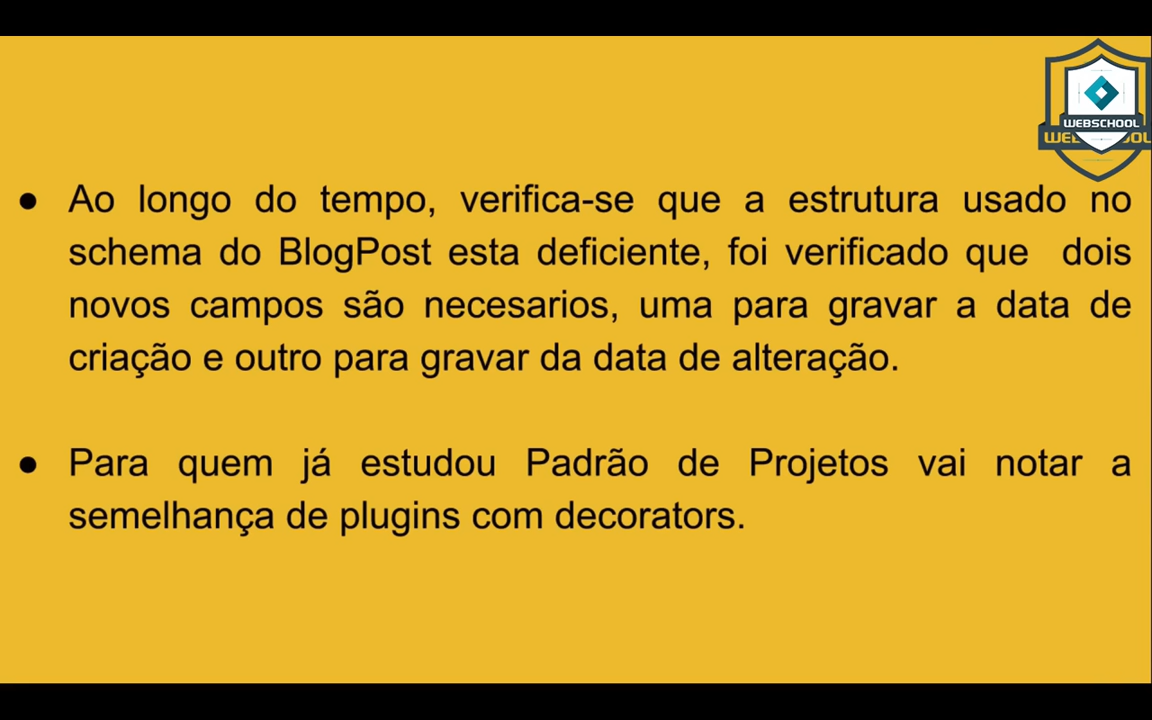 WEBSCHOOL
● Ao longo do tempo, verifica-se que a estrutura usado no
schema do BlogPost esta deficiente, foi verificado que dois
novos campos são necesarios, uma para gravar a data de
criação e outro para gravar da data de alteração.
● Para quem já estudou Padrão de Projetos vai notar a
semelhança de plugins com decorators.